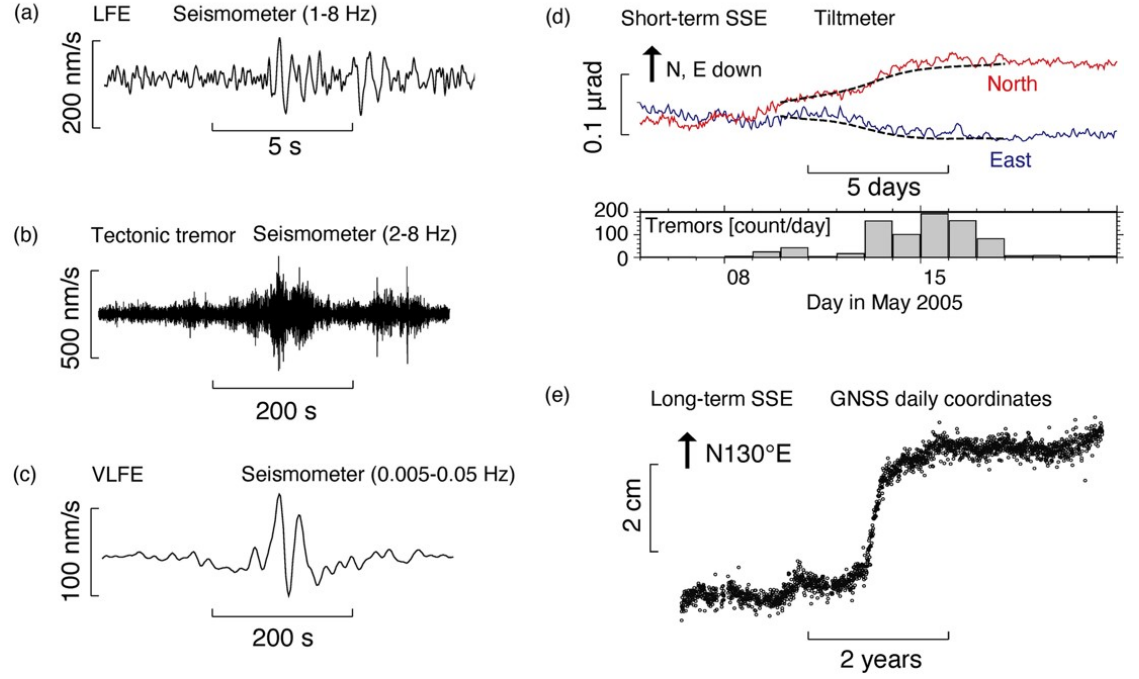 (a) LFE Seismometer (1-8 Hz)
200 nm/s
5 s
(b) Tectonic tremor Seismometer (2-8 Hz)
500 nm/s
200 s
(c) VLFE Seismometer (0.005-0.05 Hz)
100 nm/s
200 s
(d) Short-term SSE Tiltmeter
N, E down
0.1 μrad
North
East
5 days
200
100
0
Tremors [count/day]
08 15
Day in May 2005
(e) Long-term SSE GNSS daily coordinates
N130°E
2 cm
2 years